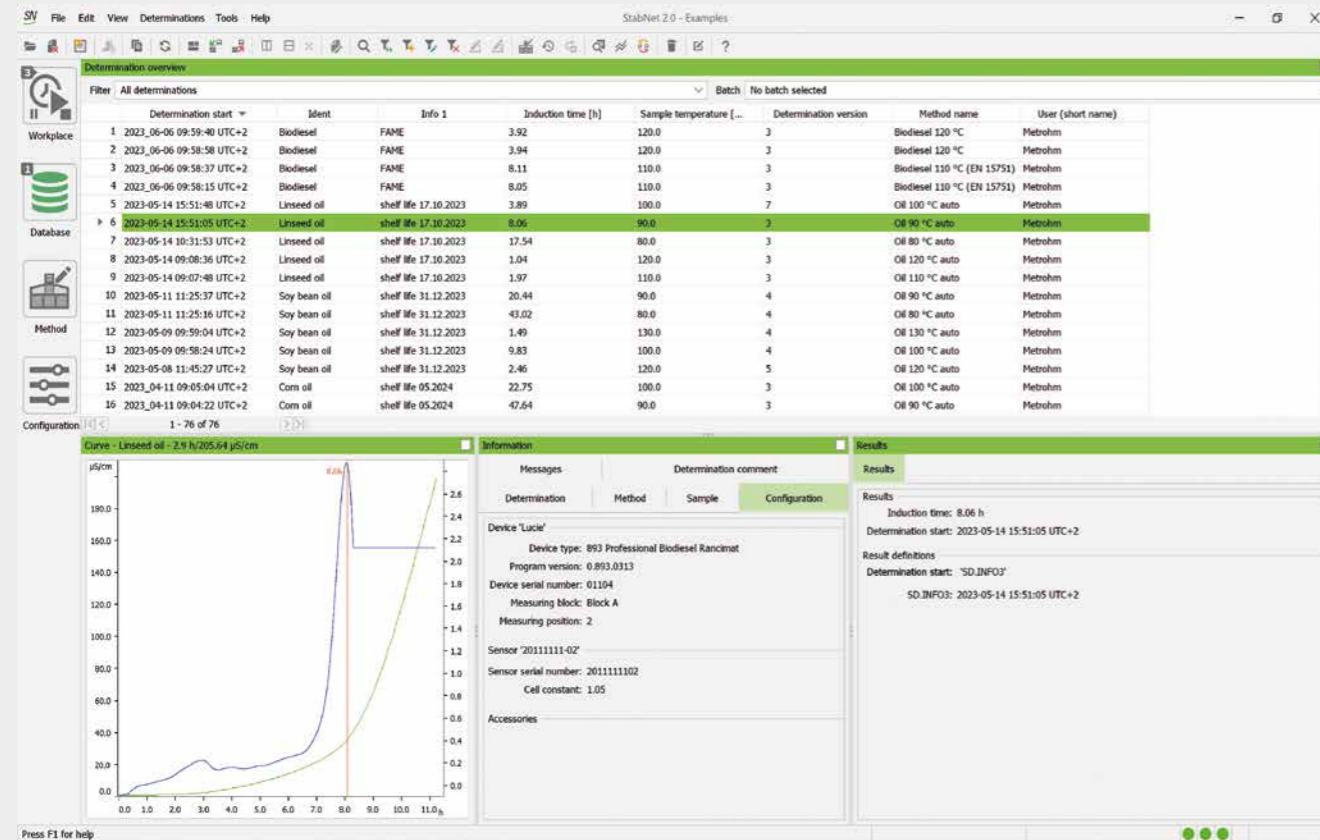 SN File Edit View Determinations Tools Help StabNet 2.0 - Examples
Determination overview
Filter All determinations Batch No batch selected
Determination start Ident Info 1 Induction time [h] Sample temperature [... Determination version Method name User (short name)
1 2023_06-06 09:59:40 UTC+2 Biodiesel FAME 3.92 120.0 3 Biodiesel 120 °C Metrohm
2 2023_06-06 09:58:58 UTC+2 Biodiesel FAME 3.94 120.0 3 Biodiesel 120 °C Metrohm
3 2023_06-06 09:58:37 UTC+2 Biodiesel FAME 8.11 110.0 3 Biodiesel 110 °C (EN 15751) Metrohm
4 2023_06-06 09:58:15 UTC+2 Biodiesel FAME 8.05 110.0 3 Biodiesel 110 °C (EN 15751) Metrohm
5 2023-05-14 15:51:48 UTC+2 Linseed oil shelf life 17.10.2023 3.89 100.0 7 Oil 100 °C auto Metrohm
6 2023-05-14 15:51:05 UTC+2 Linseed oil shelf life 17.10.2023 8.06 90.0 3 Oil 90 °C auto Metrohm
7 2023-05-14 10:31:53 UTC+2 Linseed oil shelf life 17.10.2023 17.54 80.0 3 Oil 80 °C auto Metrohm
8 2023-05-14 09:08:36 UTC+2 Linseed oil shelf life 17.10.2023 1.04 120.0 3 Oil 120 °C auto Metrohm
9 2023-05-14 09:07:48 UTC+2 Linseed oil shelf life 17.10.2023 1.97 110.0 3 Oil 110 °C auto Metrohm
10 2023-05-11 11:25:37 UTC+2 Soy bean oil shelf life 31.12.2023 20.44 90.0 4 Oil 90 °C auto Metrohm
11 2023-05-11 11:25:16 UTC+2 Soy bean oil shelf life 31.12.2023 43.02 80.0 4 Oil 80 °C auto Metrohm
12 2023-05-09 09:59:04 UTC+2 Soy bean oil shelf life 31.12.2023 1.49 130.0 4 Oil 130 °C auto Metrohm
13 2023-05-09 09:58:24 UTC+2 Soy bean oil shelf life 31.12.2023 9.83 100.0 4 Oil 100 °C auto Metrohm
14 2023-05-08 11:45:27 UTC+2 Soy bean oil shelf life 31.12.2023 2.46 120.0 5 Oil 120 °C auto Metrohm
15 2023_04-11 09:05:04 UTC+2 Corn oil shelf life 05.2024 22.75 100.0 3 Oil 100 °C auto Metrohm
16 2023_04-11 09:04:22 UTC+2 Corn oil shelf life 05.2024 47.64 90.0 3 Oil 90 °C auto Metrohm
1 - 76 of 76
3
Workplace
1
Database
Method
Configuration
Curve - Linseed oil - 2.9 h/205.64 µS/cm
µS/cm
8.06
180.0
160.0
140.0
120.0
100.0
80.0
60.0
40.0
20.0
0.0
2.6
2.4
2.2
2.0
1.8
1.6
1.4
1.2
1.0
0.8
0.6
0.4
0.2
0.0
0.0 1.0 2.0 3.0 4.0 5.0 6.0 7.0 8.0 9.0 10.0 11.0 h
Information
Messages Determination comment
Determination Method Sample Configuration
Device 'Lucie'
Device type: 893 Professional Biodiesel Rancimat
Program version: 0.893.0313
Device serial number: 01104
Measuring block: Block A
Measuring position: 2
Sensor '20111111-02'
Sensor serial number: 2011111102
Cell constant: 1.05
Accessories
Results
Results
Results
Induction time: 8.06 h
Determination start: 2023-05-14 15:51:05 UTC+2
Result definitions
Determination start: 'SD.INFO3'
SD.INFO3: 2023-05-14 15:51:05 UTC+2
Press F1 for help